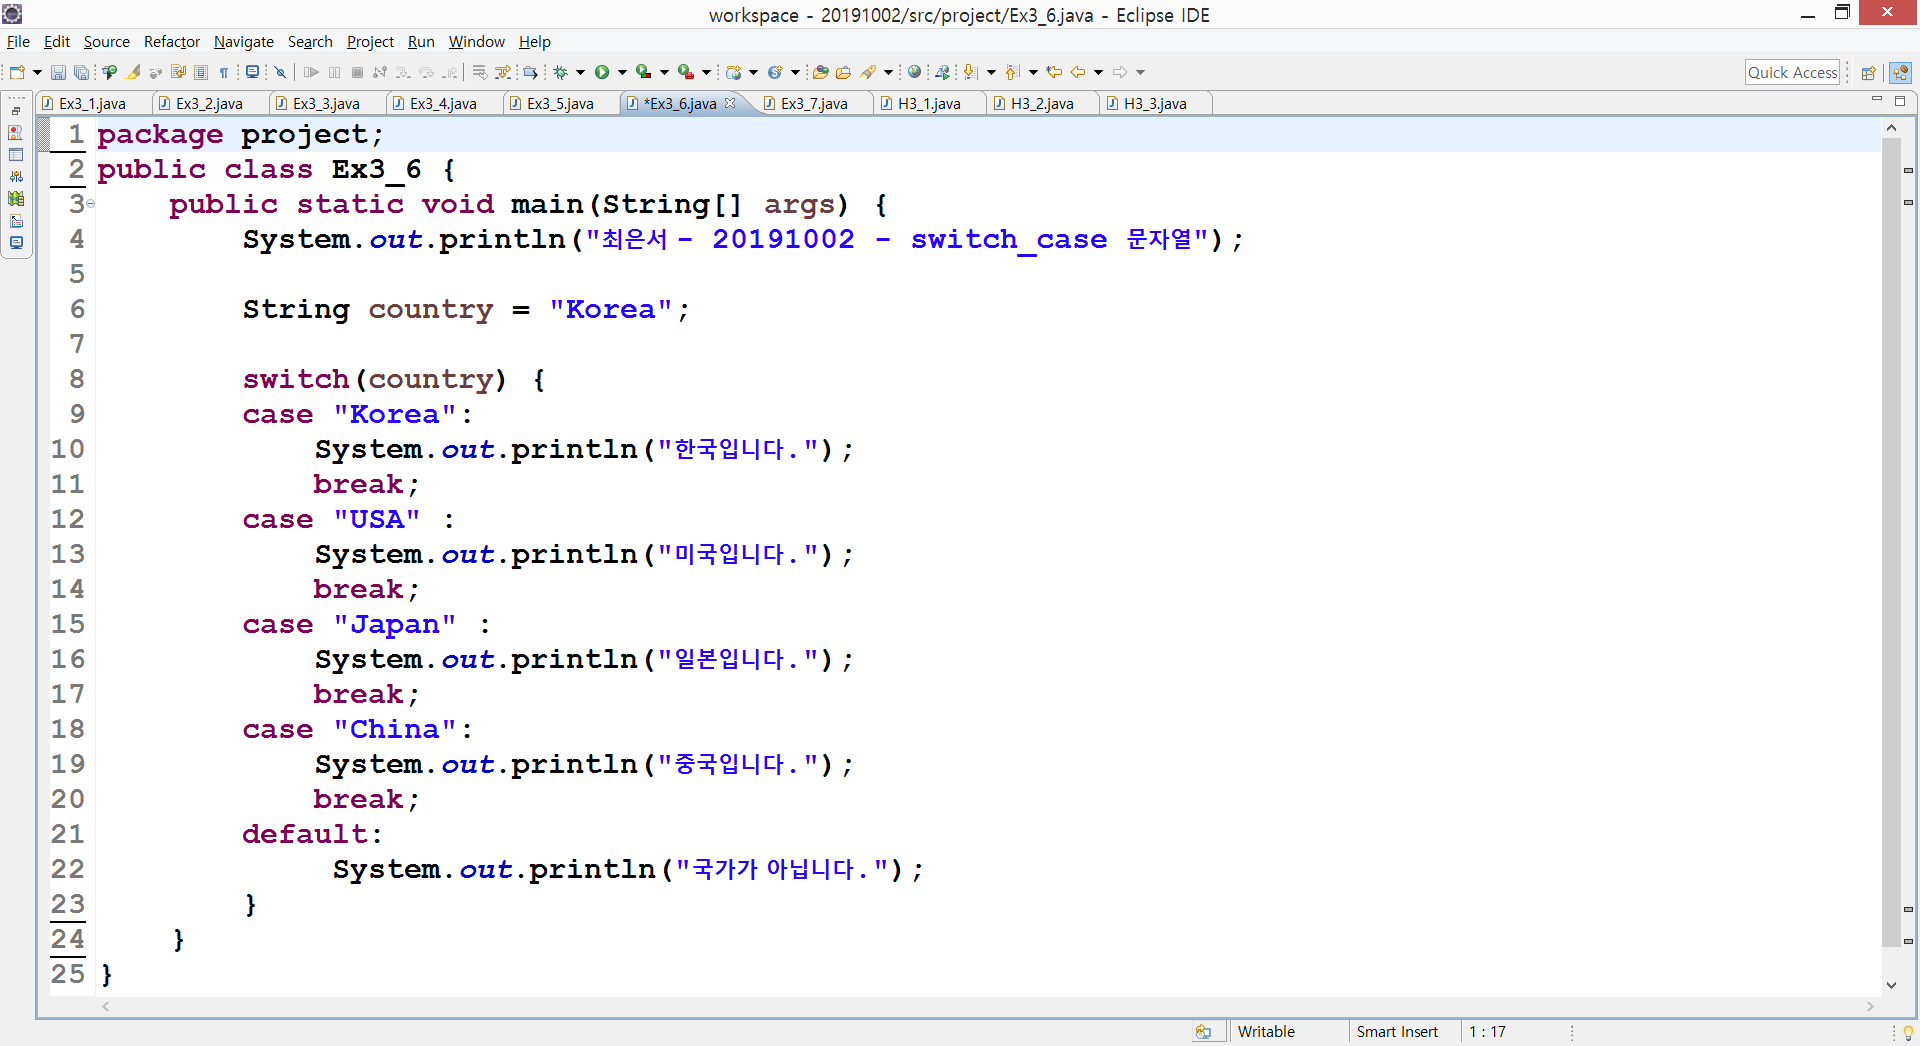 workspace - 20191002/src/project/Ex3_6.java - Eclipse IDE
File Edit Source Refactor Navigate Search Project Run Window Help
Quick Access
Ex3_1.java Ex3_2.java Ex3_3.java Ex3_4.java Ex3_5.java *Ex3_6.java Ex3_7.java H3_1.java H3_2.java H3_3.java
1 package project;
2 public class Ex3_6 {
3     public static void main(String[] args) {
4         System.out.println("최은서 - 20191002 - switch_case 문자열");
5
6         String country = "Korea";
7
8         switch(country) {
9         case "Korea":
10             System.out.println("한국입니다.");
11             break;
12         case "USA" :
13             System.out.println("미국입니다.");
14             break;
15         case "Japan" :
16             System.out.println("일본입니다.");
17             break;
18         case "China":
19             System.out.println("중국입니다.");
20             break;
21         default:
22              System.out.println("국가가 아닙니다.");
23         }
24     }
25 }
Writable Smart Insert 1 : 17